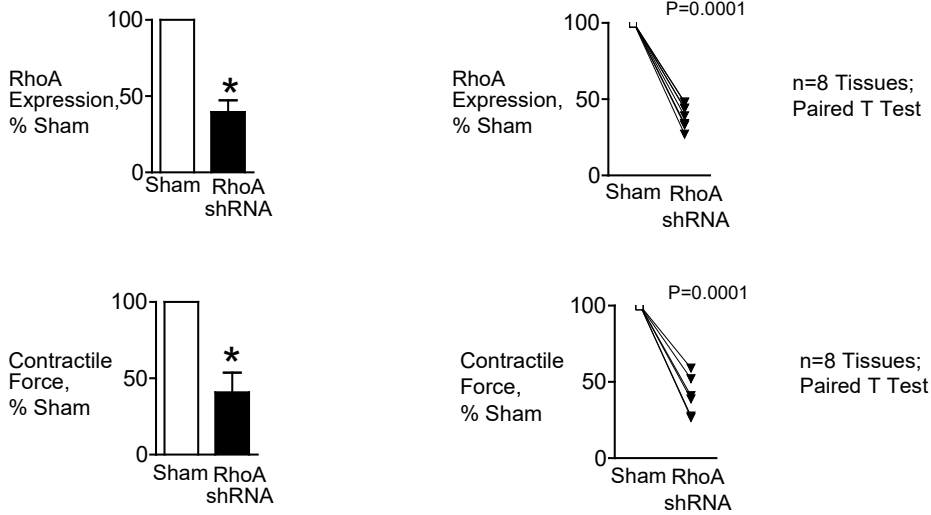 100
50
0
RhoA
Expression,
% Sham
*
Sham
RhoA
shRNA
P=0.0001
100
50
0
RhoA
Expression,
% Sham
Sham
RhoA
shRNA
n=8 Tissues;
Paired T Test
100
50
0
Contractile
Force,
% Sham
*
Sham
RhoA
shRNA
P=0.0001
100
50
0
Contractile
Force,
% Sham
Sham
RhoA
shRNA
n=8 Tissues;
Paired T Test